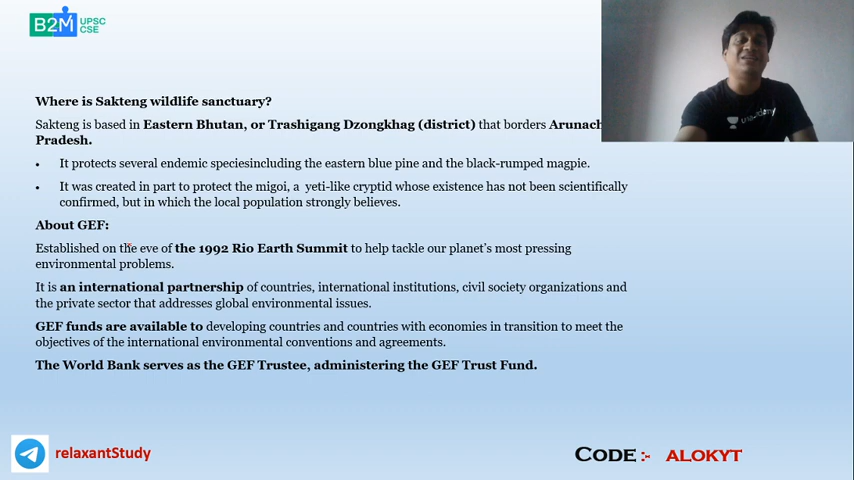 B2M UPSC
CSE
Where is Sakteng wildlife sanctuary?
Sakteng is based in Eastern Bhutan, or Trashigang Dzongkhag (district) that borders
Pradesh.
• It protects several endemic speciesincluding the eastern blue pine and the black-rumped magpie.
• It was created in part to protect the migoi, a yeti-like cryptid whose existence has not been scientifically
confirmed, but in which the local population strongly believes.
About GEF:
Established on the eve of the 1992 Rio Earth Summit to help tackle our planet's most pressing
environmental problems.
It is an international partnership of countries, international institutions, civil society organizations and
the private sector that addresses global environmental issues.
GEF funds are available to developing countries and countries with economies in transition to meet the
objectives of the international environmental conventions and agreements.
The World Bank serves as the GEF Trustee, administering the GEF Trust Fund.
relaxantStudy
CODE :- ALOKYT